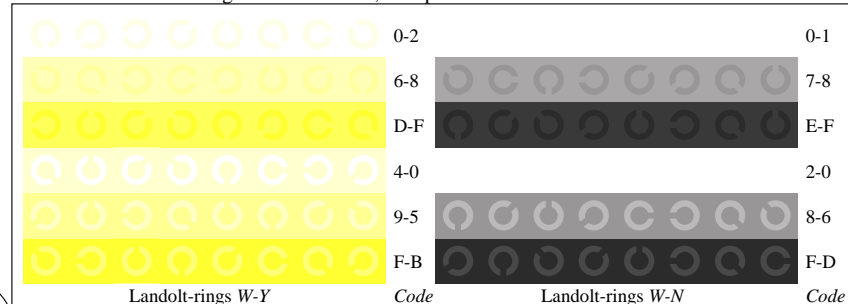 0-2 0-1
6-8 7-8
D-F E-F
4-0 2-0
9-5 8-6
F-B F-D
Landolt-rings W-Y Code Landolt-rings W-N Code